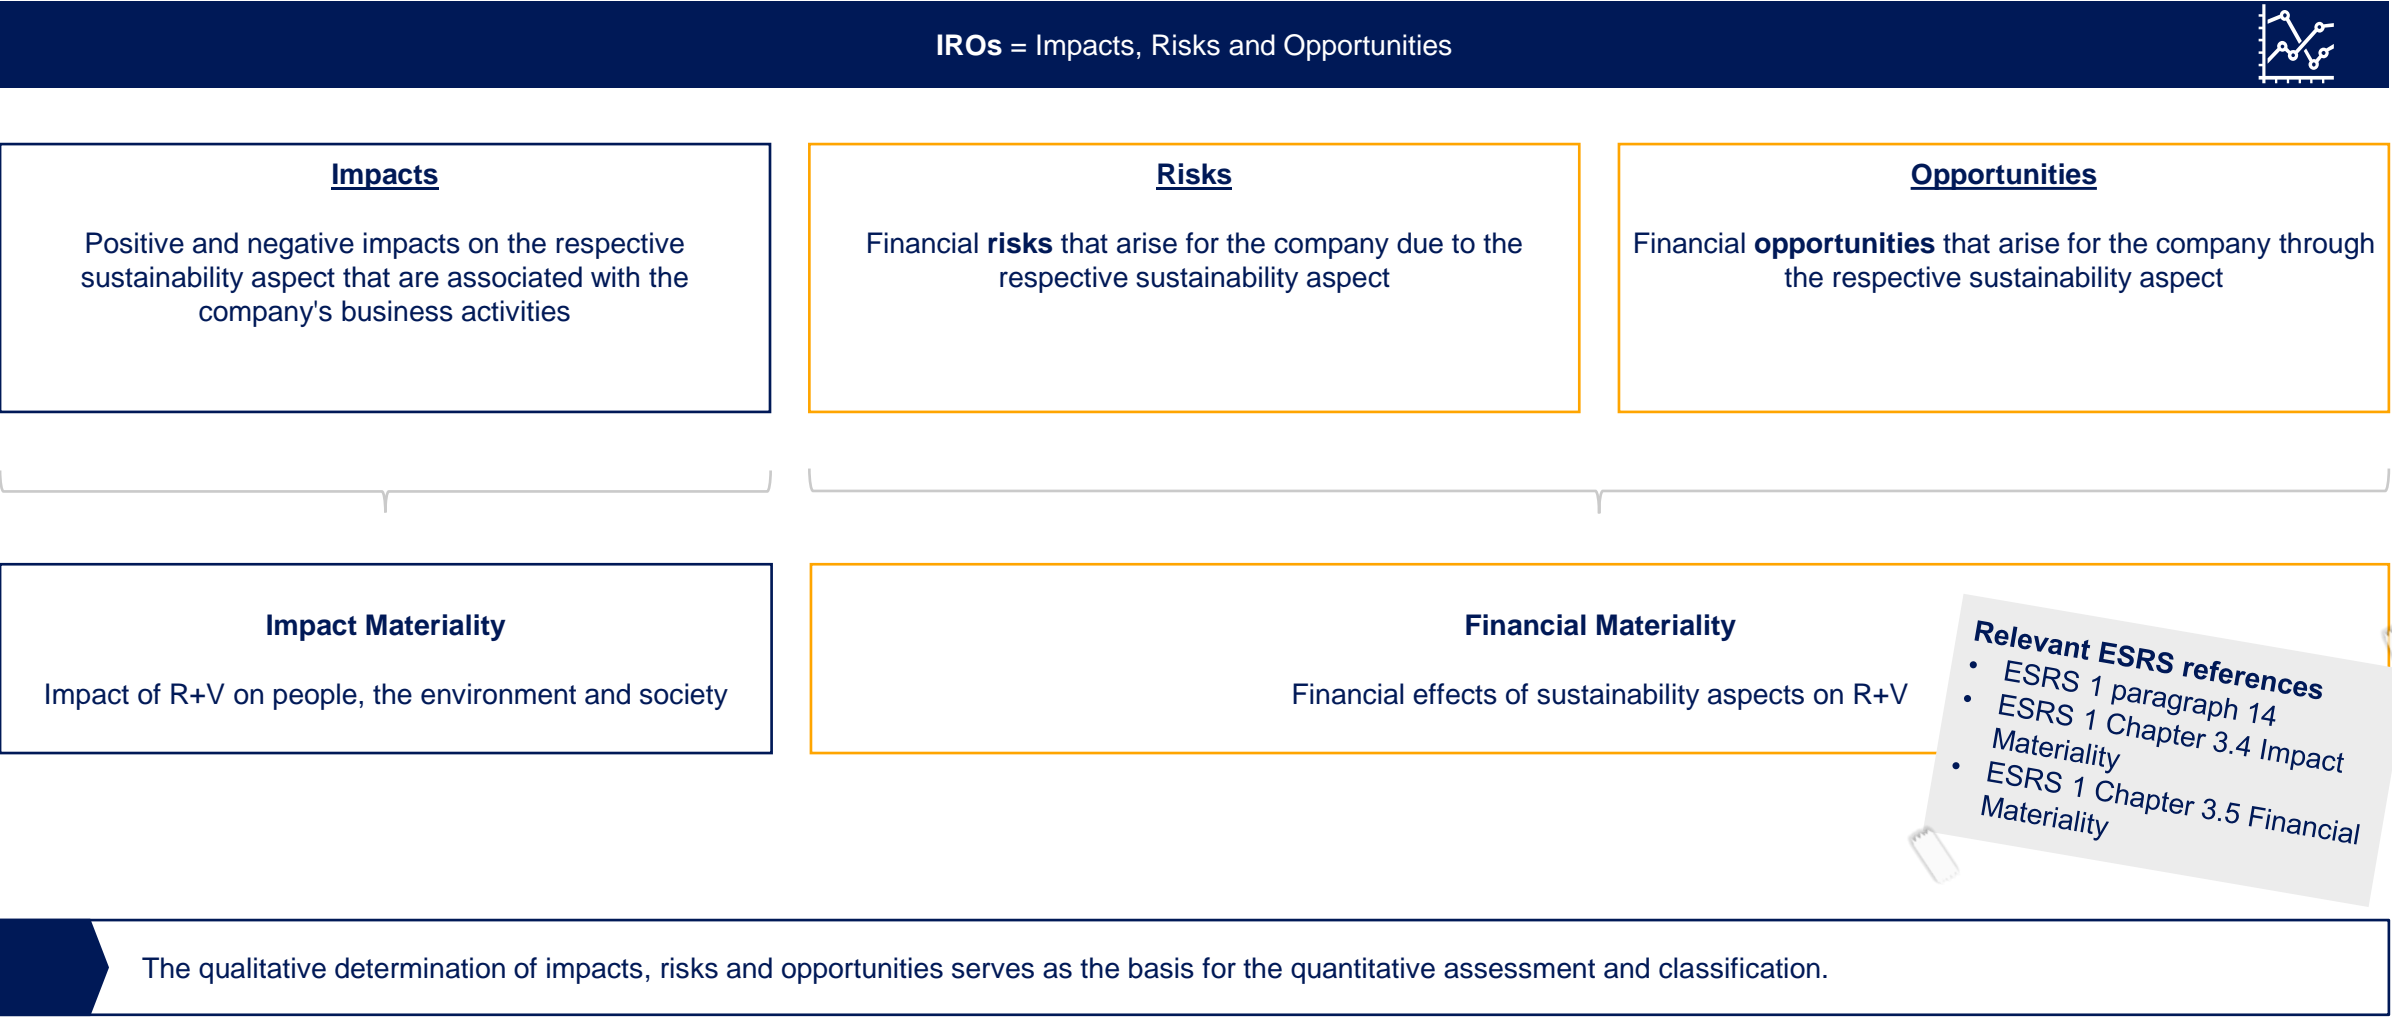 IROs = Impacts, Risks and Opportunities
Impacts
Positive and negative impacts on the respective
sustainability aspect that are associated with the
company's business activities
Risks
Financial risks that arise for the company due to the
respective sustainability aspect
Opportunities
Financial opportunities that arise for the company through
the respective sustainability aspect
Impact Materiality
Impact of R+V on people, the environment and society
Financial Materiality
Financial effects of sustainability aspects on R+V
Relevant ESRS references
• ESRS 1 paragraph 14
• ESRS 1 Chapter 3.4 Impact
Materiality
• ESRS 1 Chapter 3.5 Financial
Materiality
The qualitative determination of impacts, risks and opportunities serves as the basis for the quantitative assessment and classification.